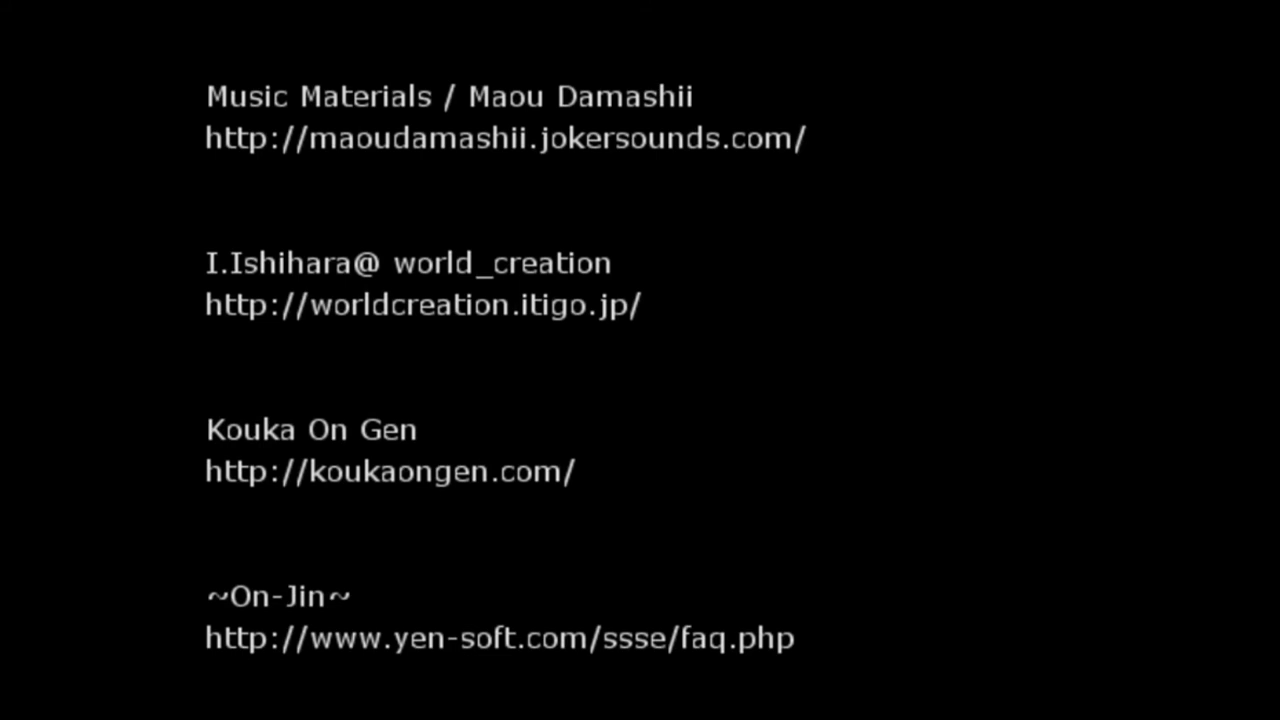 Music Materials / Maou Damashii
http://maoudamashii.jokersounds.com/
I.Ishihara@ world_creation
http://worldcreation.itigo.jp/
Kouka On Gen
http://koukaongen.com/
~On-Jin~
http://www.yen-soft.com/ssse/faq.php